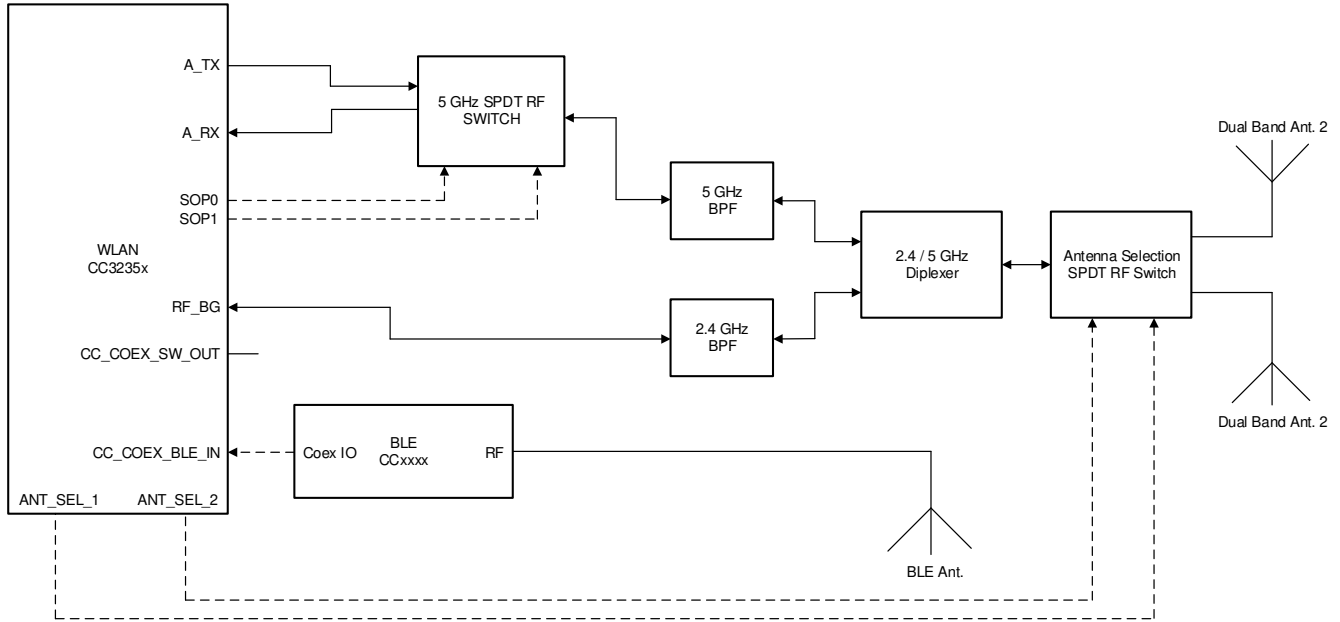 A_TX
A_RX
SOP0
SOP1
WLAN
CC3235x
RF_BG
CC_COEX_SW_OUT
CC_COEX_BLE_IN
ANT_SEL_1
ANT_SEL_2
5 GHz SPDT RF
SWITCH
5 GHz
BPF
2.4 GHz
BPF
2.4 / 5 GHz
Diplexer
Antenna Selection
SPDT RF Switch
Dual Band Ant. 2
Dual Band Ant. 2
Coex IO
BLE
CCxxxx
RF
BLE Ant.